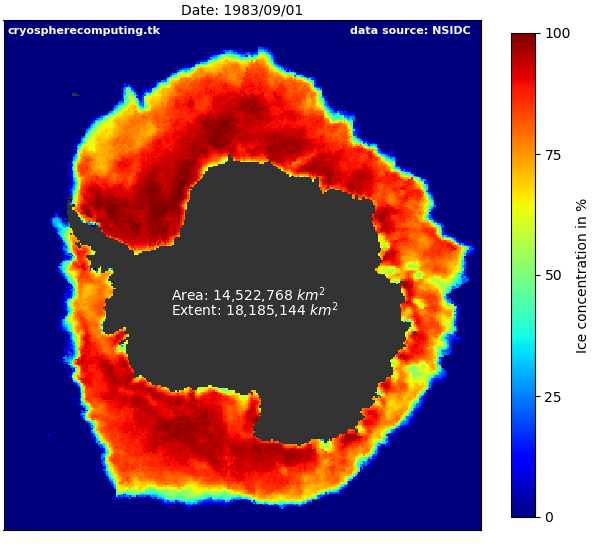 Date: 1983/09/01
cryospherecomputing.tk
data source: NSIDC
Area: 14,522,768 km²
Extent: 18,185,144 km²
100
75
50
25
0
Ice concentration in %